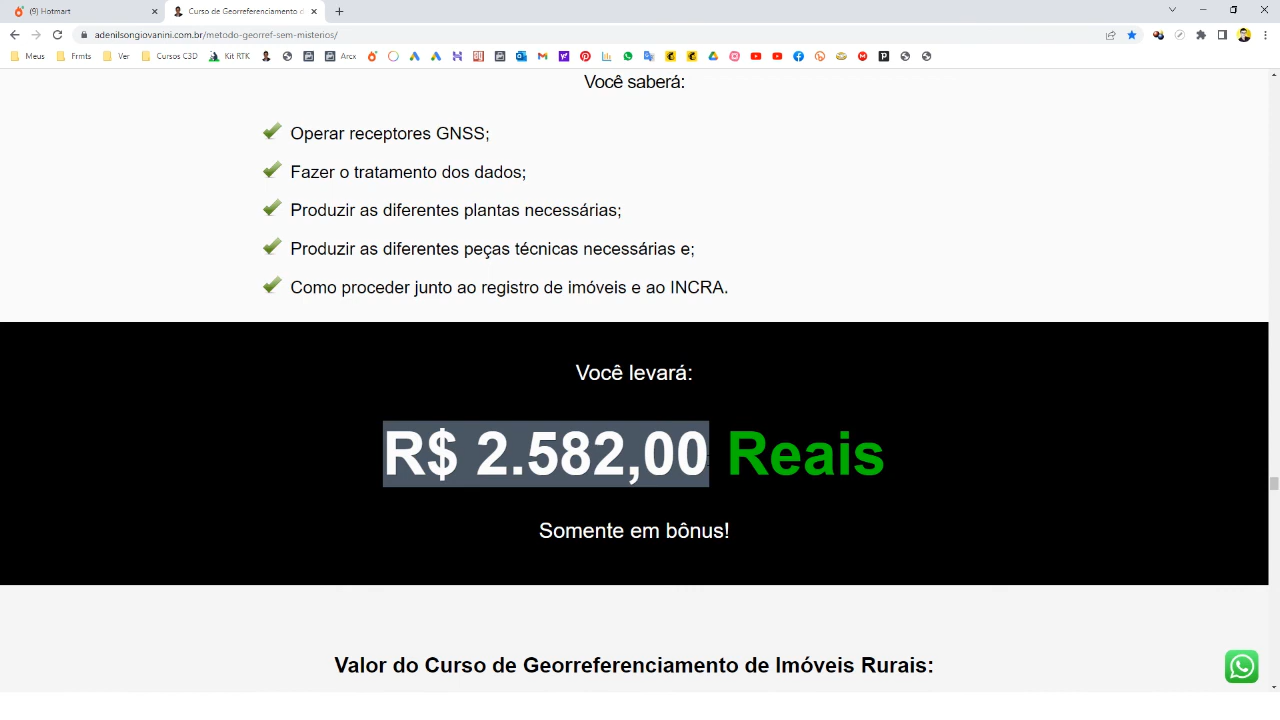 (9) Hotmart
Curso de Georreferenciamento d
adenilsongiovanini.com.br/metodo-georref-sem-misterios/
Meus
Frmts
Ver
Cursos C3D
Kit RTK
Arcx
Você saberá:
Operar receptores GNSS;
Fazer o tratamento dos dados;
Produzir as diferentes plantas necessárias;
Produzir as diferentes peças técnicas necessárias e;
Como proceder junto ao registro de imóveis e ao INCRA.
Você levará:
R$ 2.582,00 Reais
Somente em bônus!
Valor do Curso de Georreferenciamento de Imóveis Rurais: